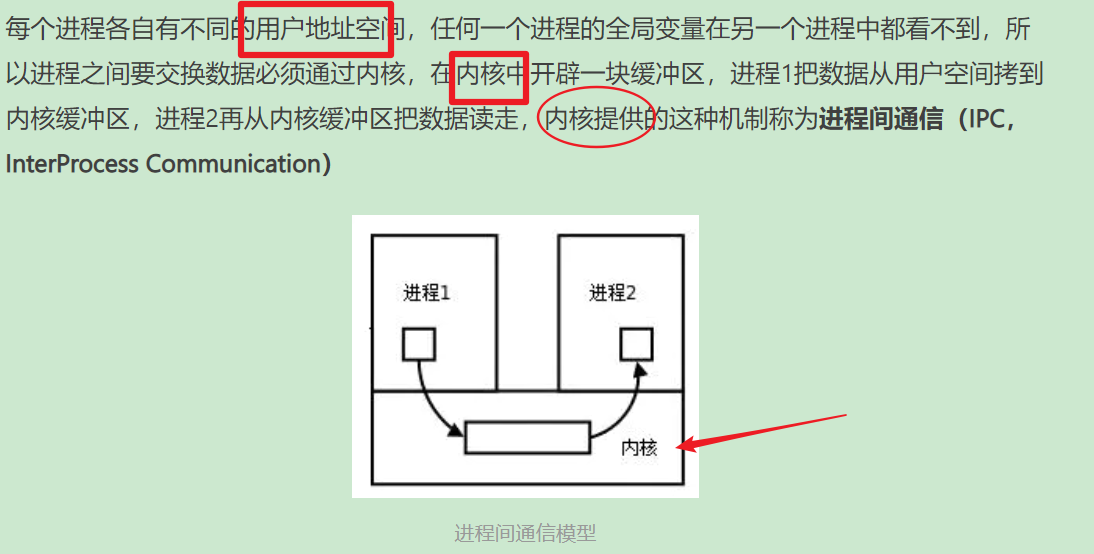 每个进程各自有不同的用户地址空间，任何一个进程的全局变量在另一个进程中都看不到，所
以进程之间要交换数据必须通过内核，在内核中开辟一块缓冲区，进程1把数据从用户空间拷到
内核缓冲区，进程2再从内核缓冲区把数据读走，内核提供的这种机制称为进程间通信（IPC，
InterProcess Communication）
进程1
进程2
内核
进程间通信模型